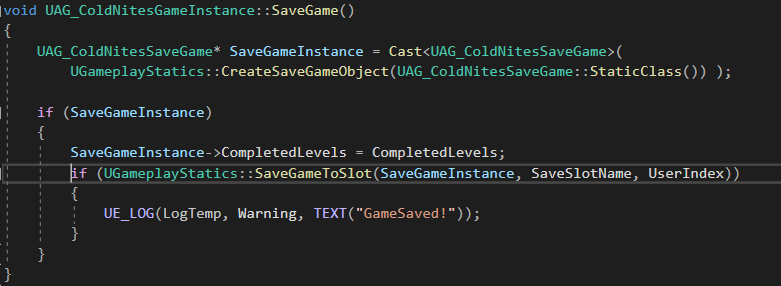 void UAG_ColdNitesGameInstance::SaveGame()
{
UAG_ColdNitesSaveGame* SaveGameInstance = Cast<UAG_ColdNitesSaveGame>(
UGameplayStatics::CreateSaveGameObject(UAG_ColdNitesSaveGame::StaticClass()) );
if (SaveGameInstance)
{
SaveGameInstance->CompletedLevels = CompletedLevels;
if (UGameplayStatics::SaveGameToSlot(SaveGameInstance, SaveSlotName, UserIndex))
{
UE_LOG(LogTemp, Warning, TEXT("GameSaved!"));
}
}
}